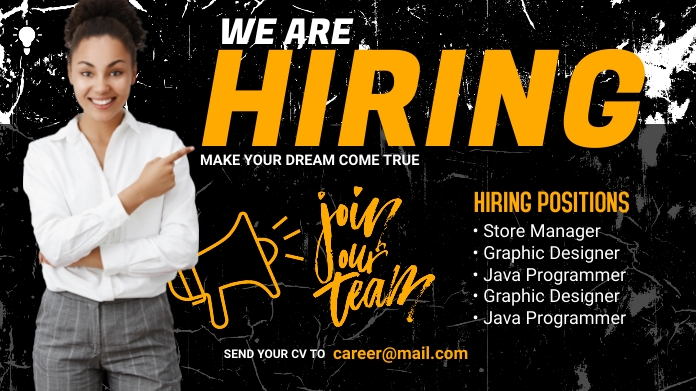 WE ARE
HIRING
MAKE YOUR DREAM COME TRUE
join
our
team
HIRING POSITIONS
• Store Manager
• Graphic Designer
• Java Programmer
• Graphic Designer
• Java Programmer
SEND YOUR CV TO career@mail.com